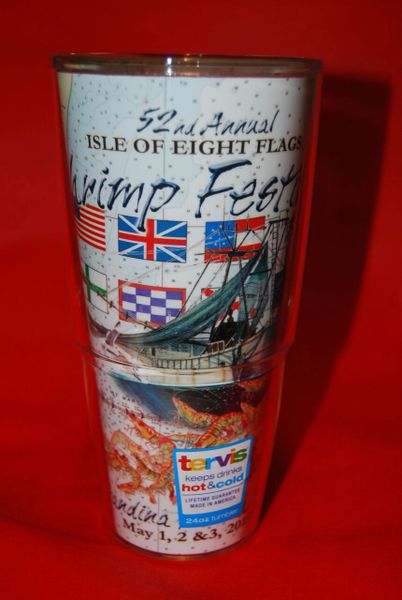 52nd Annual
ISLE OF EIGHT FLAGS
Shrimp Festi
tervis
keeps drinks
hot & cold
LIFETIME GUARANTEE
MADE IN AMERICA
24oz tumbler
andina
May 1, 2 & 3, 201